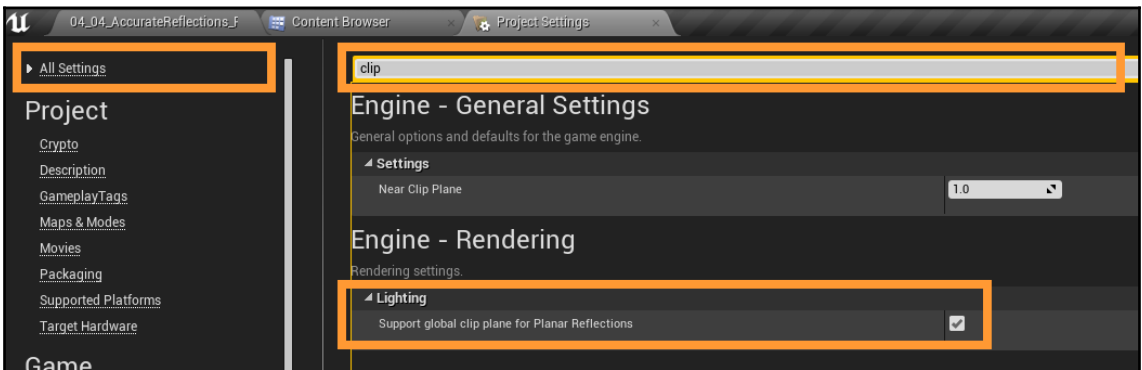 04_04_AccurateReflections_F
Content Browser
Project Settings
All Settings
clip
Project
Crypto
Description
GameplayTags
Maps & Modes
Movies
Packaging
Supported Platforms
Target Hardware
Game
Engine - General Settings
General options and defaults for the game engine.
Settings
Near Clip Plane 1.0
Engine - Rendering
Rendering settings.
Lighting
Support global clip plane for Planar Reflections